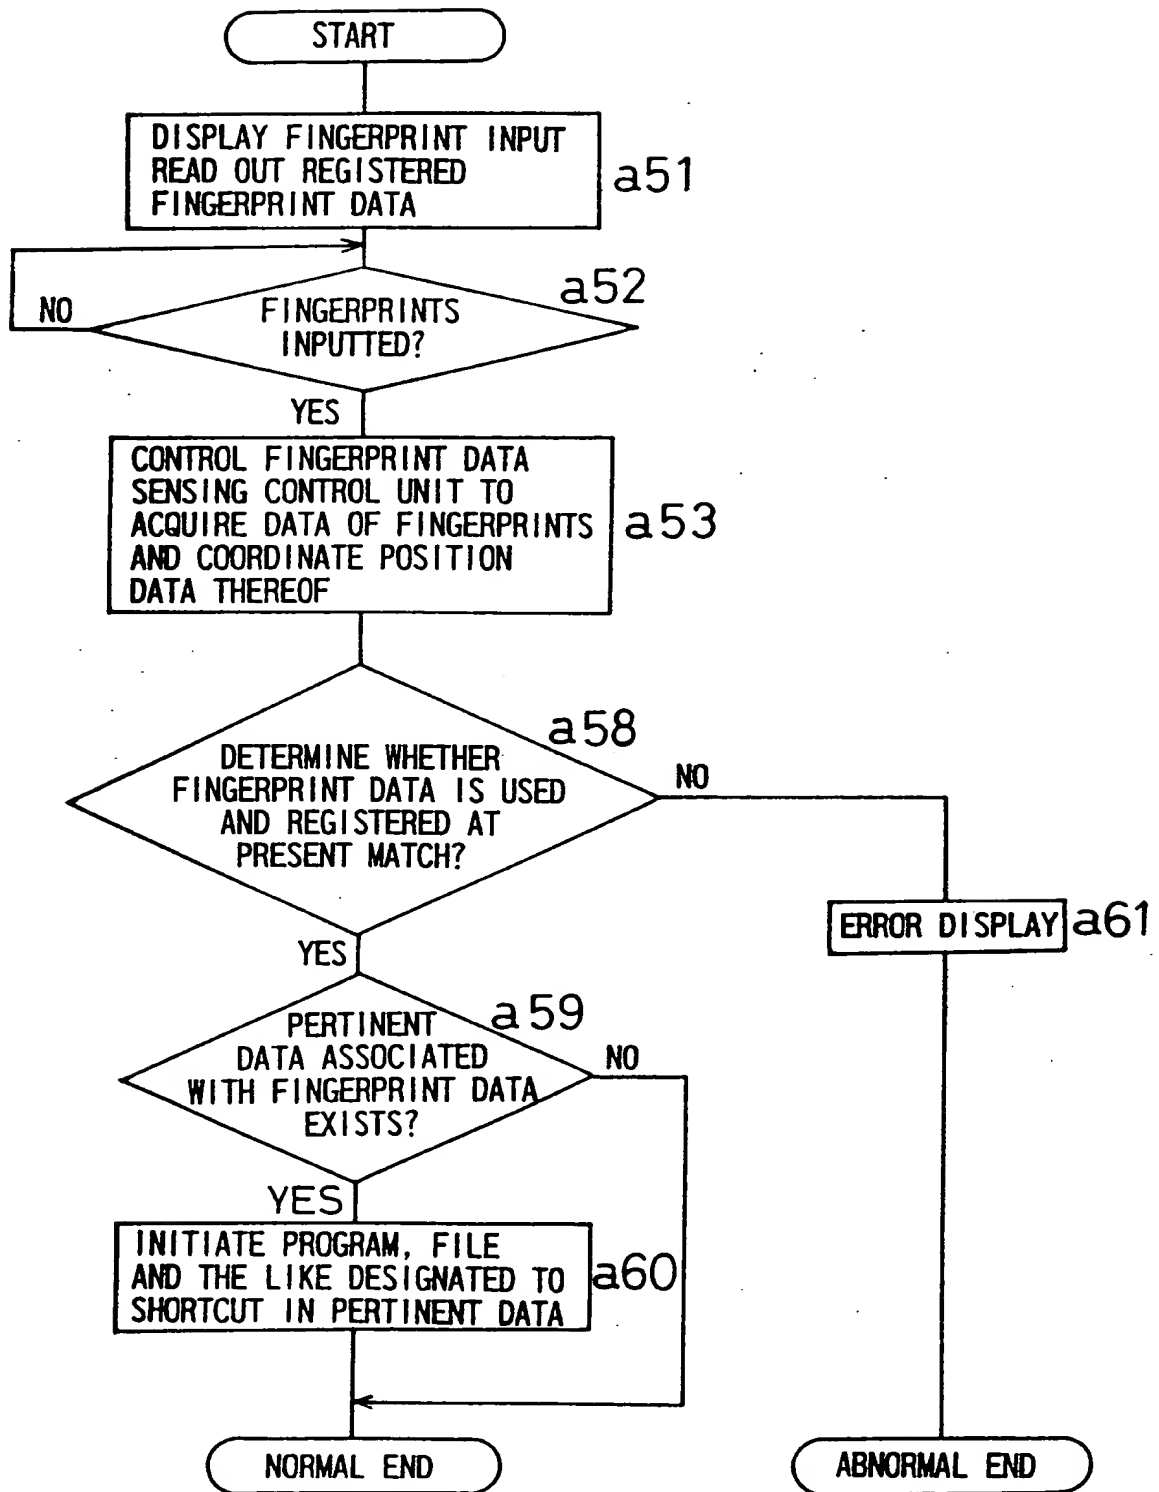 START
DISPLAY FINGERPRINT INPUT
READ OUT REGISTERED
FINGERPRINT DATA
a51
a52
NO
FINGERPRINTS
INPUTTED?
YES
CONTROL FINGERPRINT DATA
SENSING CONTROL UNIT TO
ACQUIRE DATA OF FINGERPRINTS
AND COORDINATE POSITION
DATA THEREOF
a53
a58
DETERMINE WHETHER
FINGERPRINT DATA IS USED
AND REGISTERED AT
PRESENT MATCH?
NO
ERROR DISPLAY
a61
YES
a59
PERTINENT
DATA ASSOCIATED
WITH FINGERPRINT DATA
EXISTS?
NO
YES
INITIATE PROGRAM, FILE
AND THE LIKE DESIGNATED TO
SHORTCUT IN PERTINENT DATA
a60
NORMAL END
ABNORMAL END